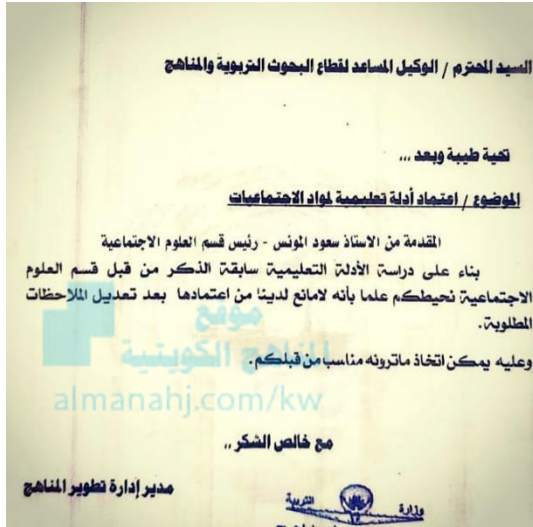 السيد المحترم / الوكيل المساعد لقطاع البحوث التربوية والمناهج
تحية طيبة وبعد ...
الموضوع / اعتماد أدلة تعليمية لمواد الاجتماعيات
المقدمة من الاستاذ سعود المونس - رئيس قسم العلوم الاجتماعية
بناء على دراسة الأدلة التعليمية سابقة الذكر من قبل قسم العلوم
الاجتماعية نحيطكم علما بأنه لامانع لدينا من اعتمادها بعد تعديل الملاحظات
المطلوبة.
موقع
المناهج الكويتية
وعليه يمكن اتخاذ ماترونه مناسب من قبلكم.
almanahj.com/kw
مع خالص الشكر ,,
مدير إدارة تطوير المناهج
وزارة التربية